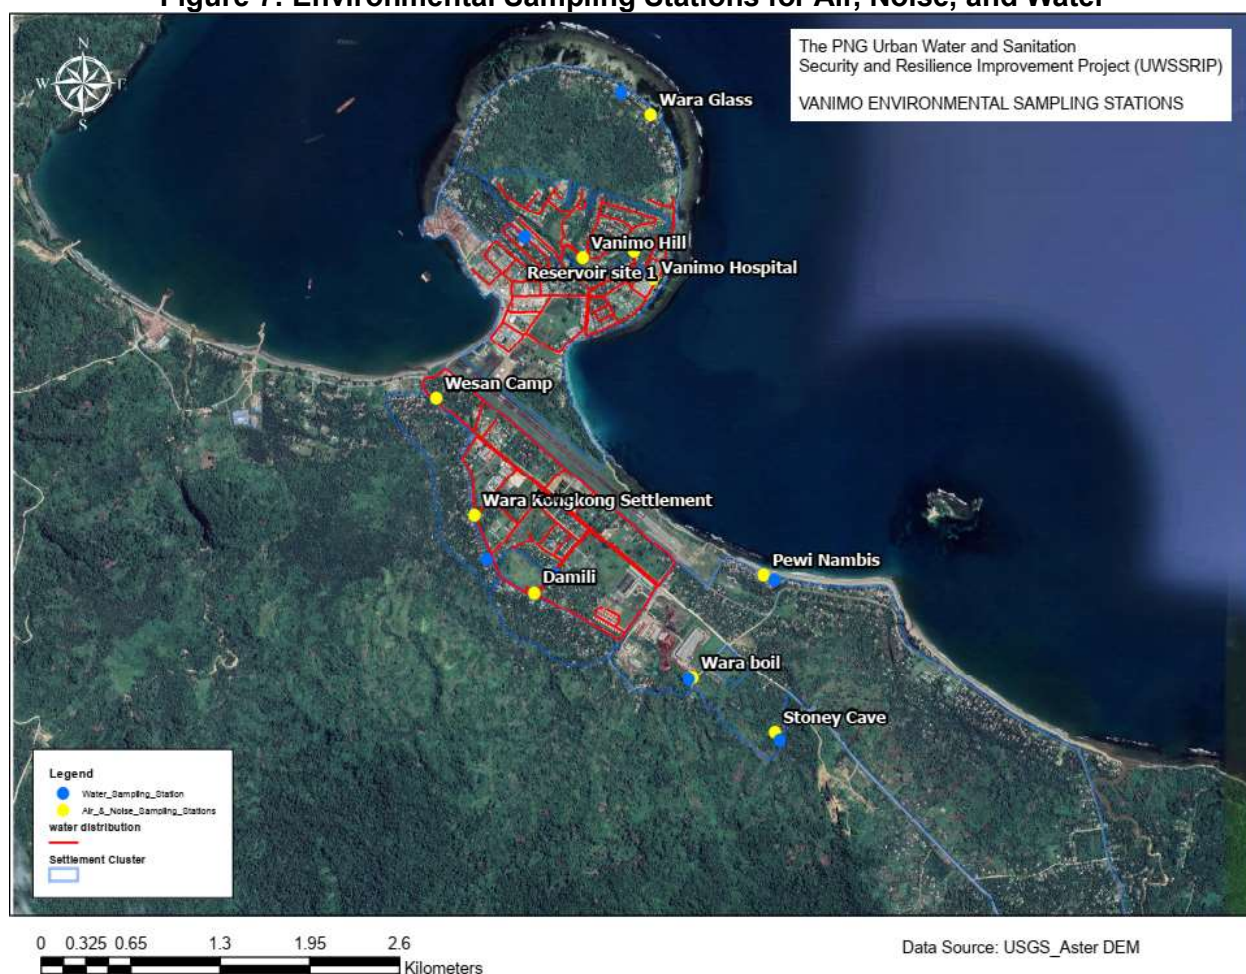 Figure 7: Environmental Sampling Stations for Air, Noise, and Water
The PNG Urban Water and Sanitation
Security and Resilience Improvement Project (UWSSRIP)
VANIMO ENVIRONMENTAL SAMPLING STATIONS
N
W E
S
Wara Glass
Vanimo Hill
Reservoir site 1
Vanimo Hospital
Wesan Camp
Wara Kongkong Settlement
Pewi Nambis
Damili
Wara boil
Stoney Cave
Legend
Water_Sampling_Station
Air_&_Noise_Sampling_Stations
water distribution
Settlement Cluster
0 0.325 0.65 1.3 1.95 2.6
Kilometers
Data Source: USGS_Aster DEM